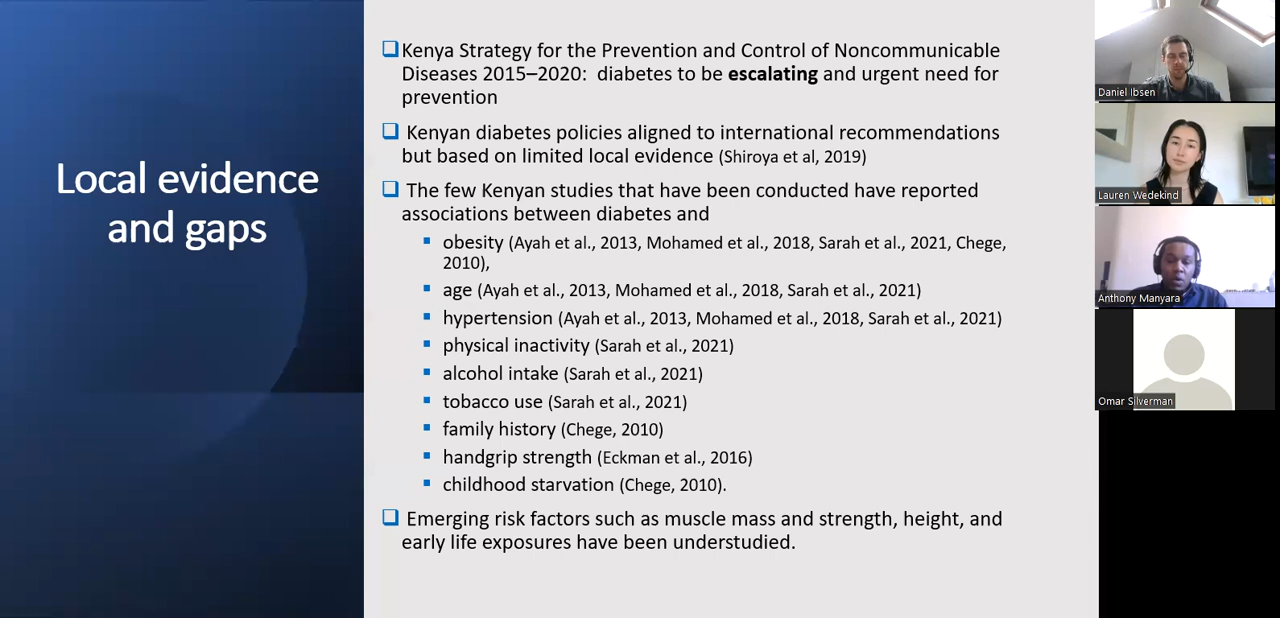 Local evidence
and gaps
Kenya Strategy for the Prevention and Control of Noncommunicable
Diseases 2015–2020: diabetes to be escalating and urgent need for
prevention
Kenyan diabetes policies aligned to international recommendations
but based on limited local evidence (Shiroya et al, 2019)
The few Kenyan studies that have been conducted have reported
associations between diabetes and
obesity (Ayah et al., 2013, Mohamed et al., 2018, Sarah et al., 2021, Chege,
2010),
age (Ayah et al., 2013, Mohamed et al., 2018, Sarah et al., 2021)
hypertension (Ayah et al., 2013, Mohamed et al., 2018, Sarah et al., 2021)
physical inactivity (Sarah et al., 2021)
alcohol intake (Sarah et al., 2021)
tobacco use (Sarah et al., 2021)
family history (Chege, 2010)
handgrip strength (Eckman et al., 2016)
childhood starvation (Chege, 2010).
Emerging risk factors such as muscle mass and strength, height, and
early life exposures have been understudied.
Daniel Ibsen
Lauren Wedekind
Anthony Manyara
Omar Silverman